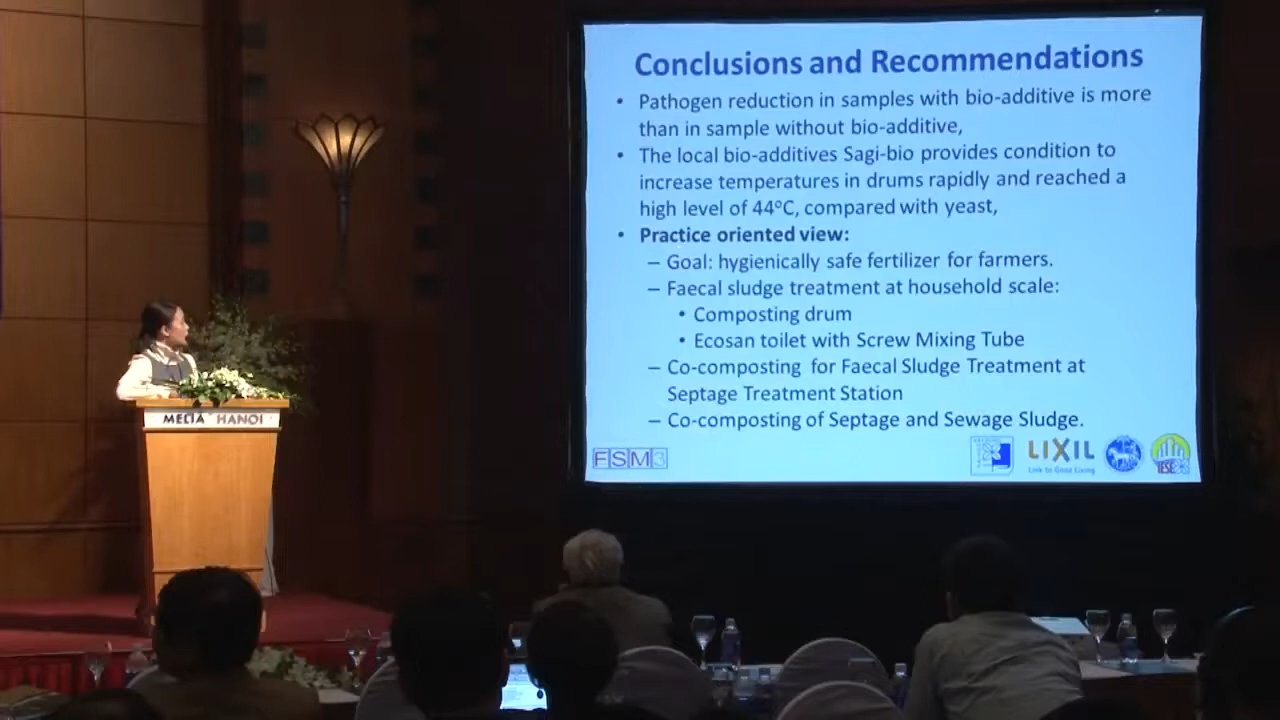 Conclusions and Recommendations
• Pathogen reduction in samples with bio-additive is more
than in sample without bio-additive,
• The local bio-additives Sagi-bio provides condition to
increase temperatures in drums rapidly and reached a
high level of 44°C, compared with yeast,
• Practice oriented view:
– Goal: hygienically safe fertilizer for farmers.
– Faecal sludge treatment at household scale:
• Composting drum
• Ecosan toilet with Screw Mixing Tube
– Co-composting for Faecal Sludge Treatment at
Septage Treatment Station
– Co-composting of Septage and Sewage Sludge.
FSM3
LIXIL
Link to Good Living
IESE
MELIA HANOI